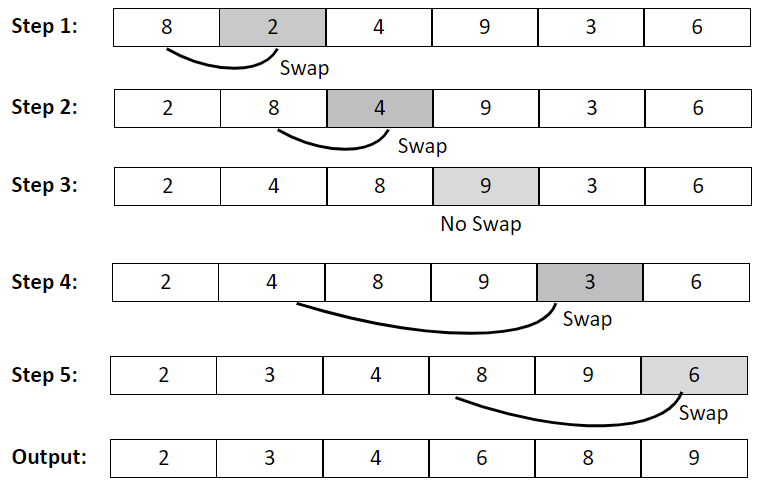 Step 1: 8 2 4 9 3 6
Swap
Step 2: 2 8 4 9 3 6
Swap
Step 3: 2 4 8 9 3 6
No Swap
Step 4: 2 4 8 9 3 6
Swap
Step 5: 2 3 4 8 9 6
Swap
Output: 2 3 4 6 8 9